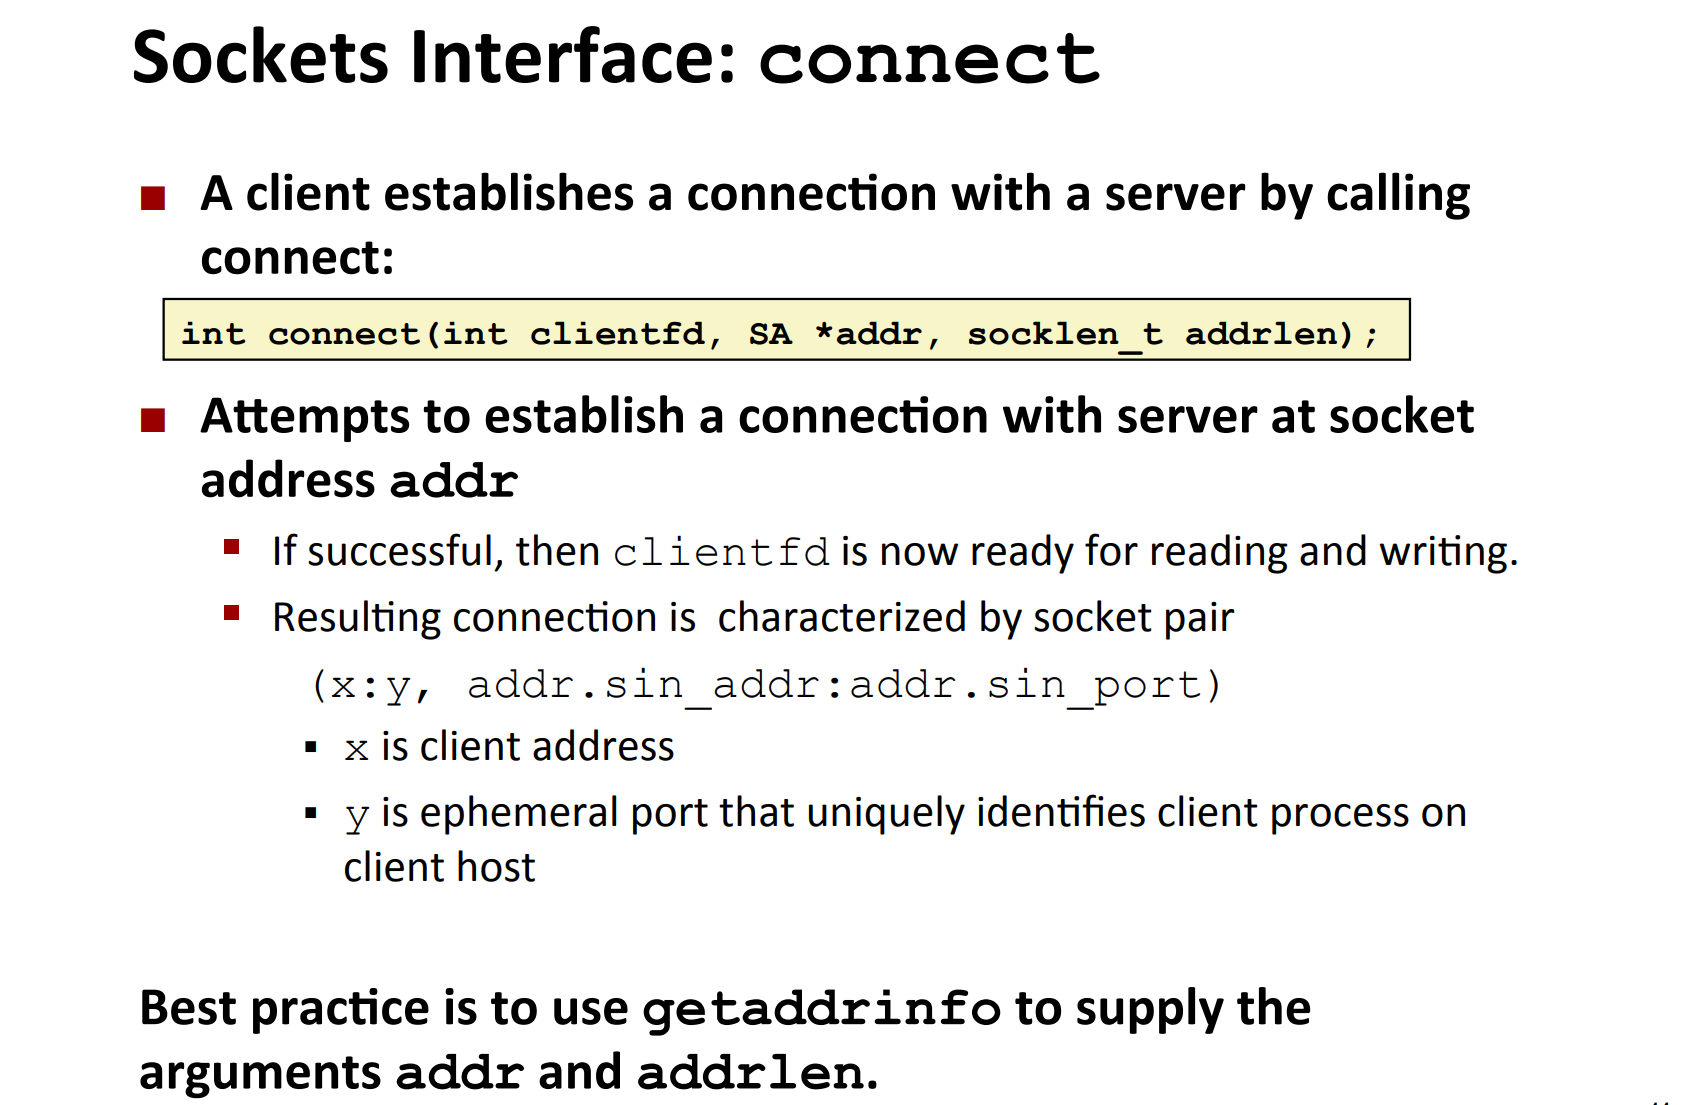 Sockets Interface: connect
A client establishes a connection with a server by calling
connect:
int connect(int clientfd, SA *addr, socklen_t addrlen);
Attempts to establish a connection with server at socket
address addr
If successful, then clientfd is now ready for reading and writing.
Resulting connection is characterized by socket pair
(x:y, addr.sin_addr:addr.sin_port)
x is client address
y is ephemeral port that uniquely identifies client process on
client host
Best practice is to use getaddrinfo to supply the
arguments addr and addrlen.